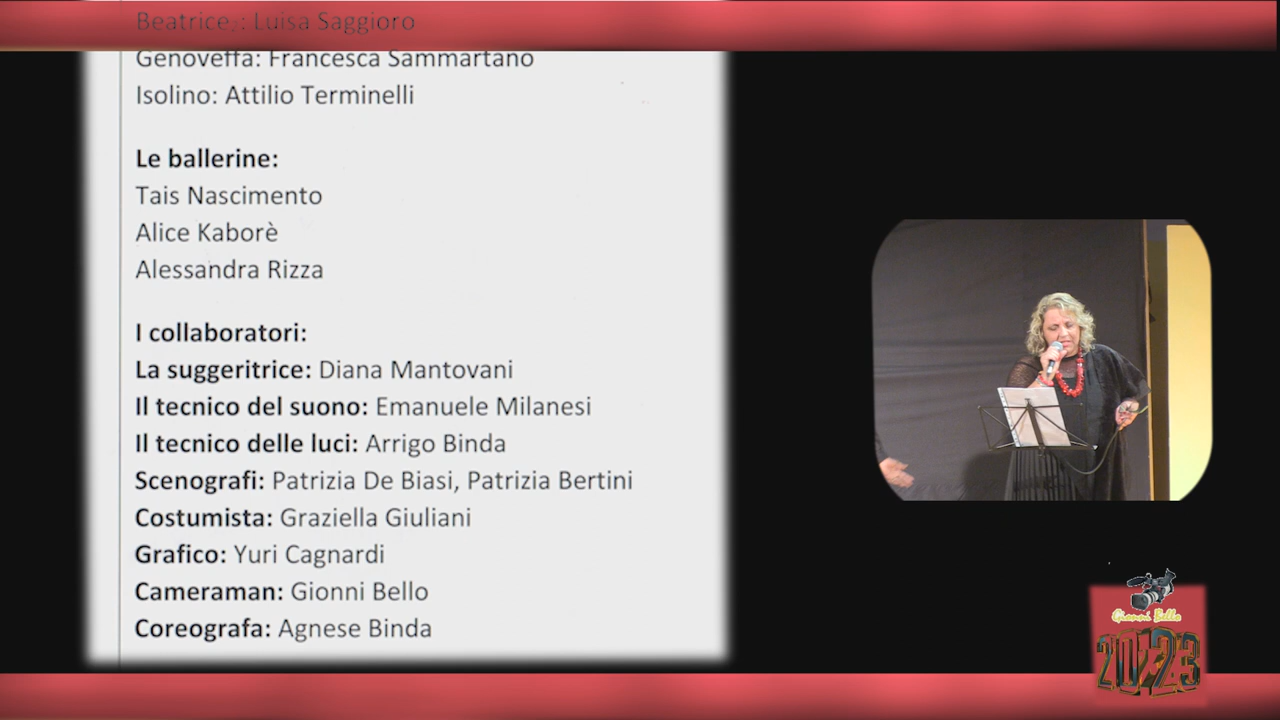 Beatrice : Luisa Saggioro
Genoveffa: Francesca Sammartano
Isolino: Attilio Terminelli
Le ballerine:
Tais Nascimento
Alice Kaborè
Alessandra Rizza
I collaboratori:
La suggeritrice: Diana Mantovani
Il tecnico del suono: Emanuele Milanesi
Il tecnico delle luci: Arrigo Binda
Scenografi: Patrizia De Biasi, Patrizia Bertini
Costumista: Graziella Giuliani
Grafico: Yuri Cagnardi
Cameraman: Gionni Bello
Coreografa: Agnese Binda
Gionni Bello
2023